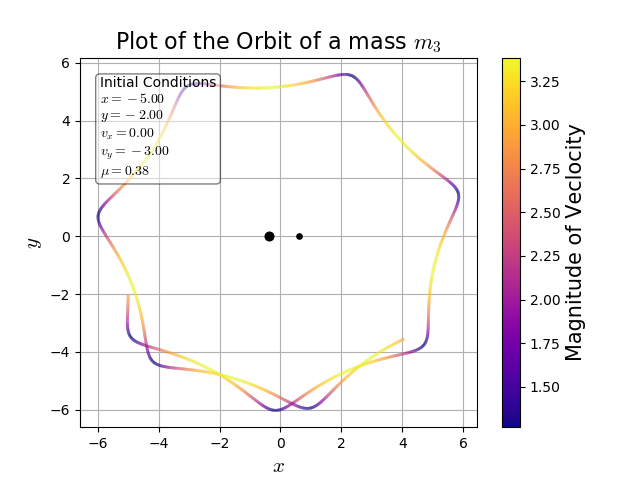 Plot of the Orbit of a mass m₃
Initial Conditions
x = −5.00
y = −2.00
vₓ = 0.00
v_y = −3.00
μ = 0.38
6
4
2
0
−2
−4
−6
y
−6
−4
−2
0
2
4
6
x
3.25
3.00
2.75
2.50
2.25
2.00
1.75
1.50
Magnitude of Veclocity